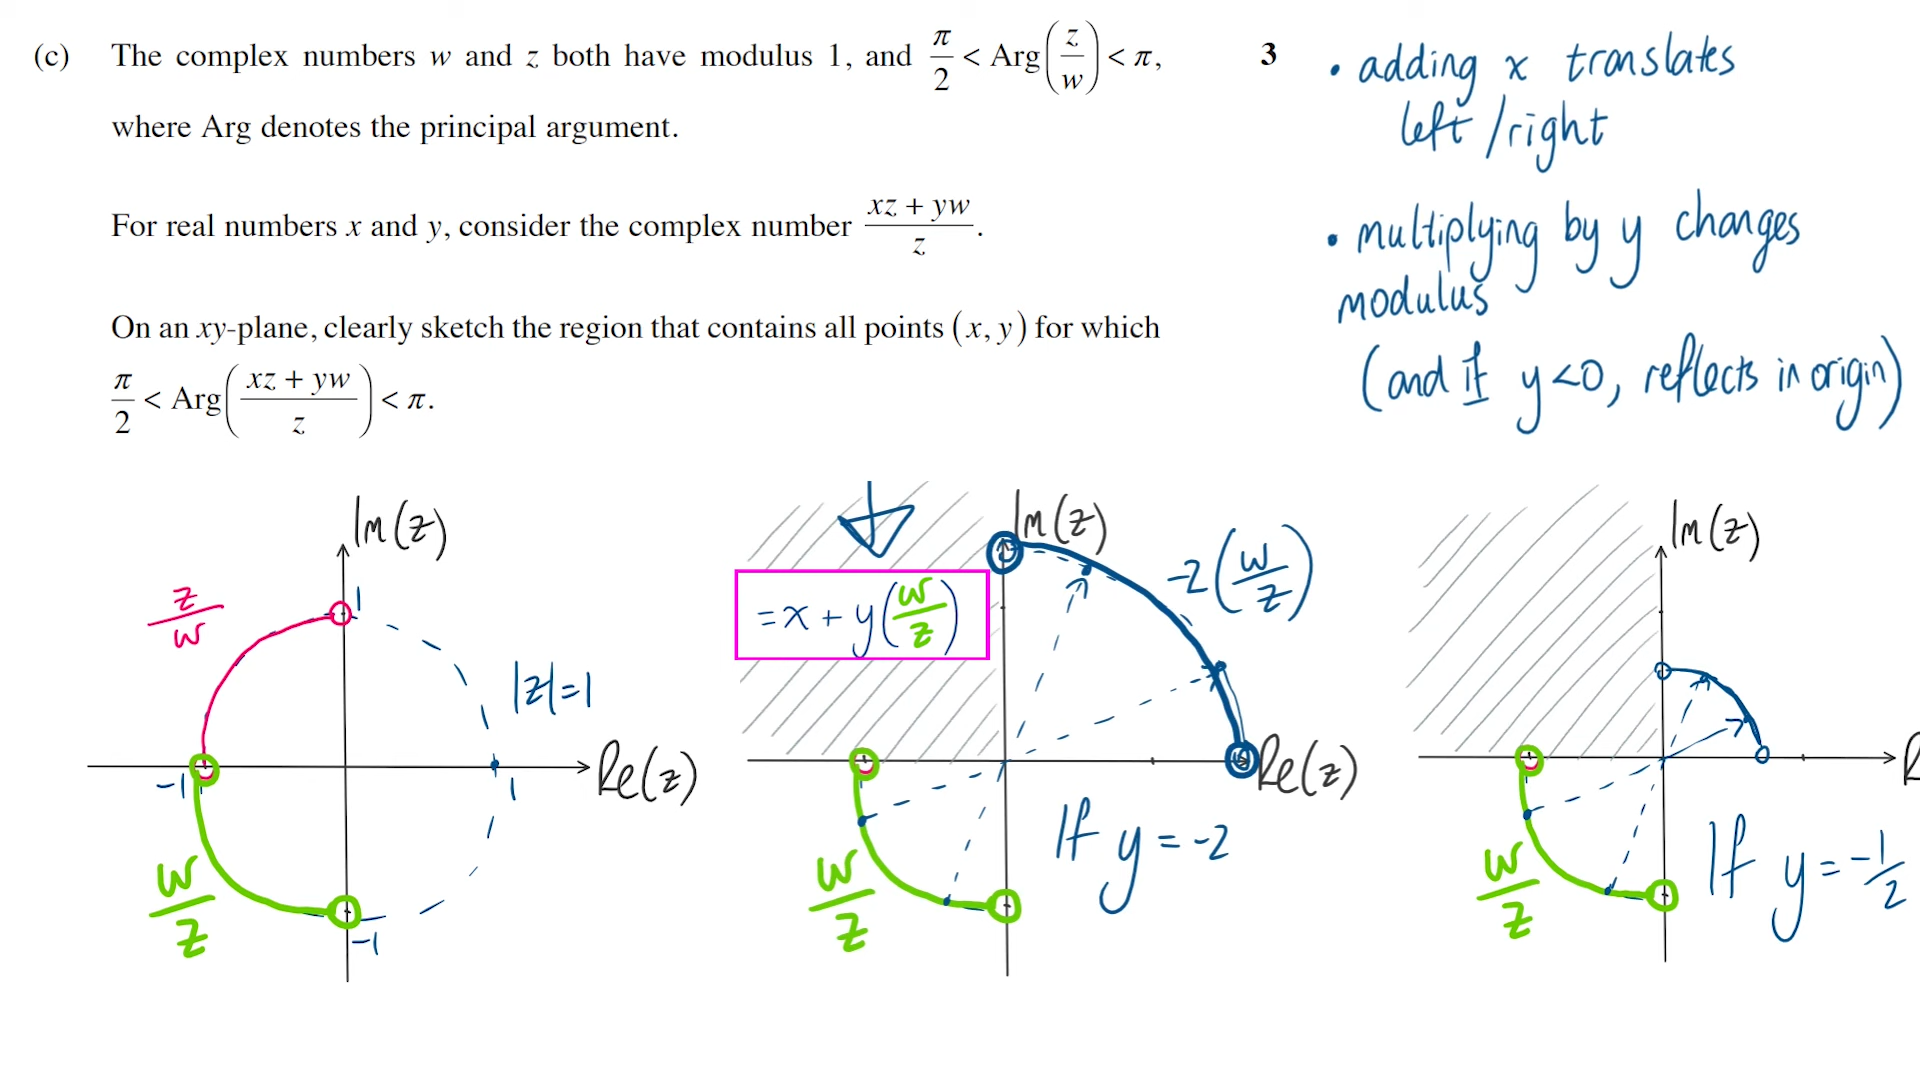 (c) The complex numbers w and z both have modulus 1, and π/2 < Arg(z/w) < π, 3
where Arg denotes the principal argument.
For real numbers x and y, consider the complex number (xz + yw)/z.
On an xy-plane, clearly sketch the region that contains all points (x, y) for which
π/2 < Arg((xz + yw)/z) < π.
• adding x translates
left/right
• multiplying by y changes
modulus
(and if y<0, reflects in origin)
Im(z)
z/w
1
|z|=1
-1
1
Re(z)
w/z
-1
Im(z)
-2(w/z)
= x + y(w/z)
Re(z)
If y = -2
w/z
Im(z)
w/z
If y = -1/2